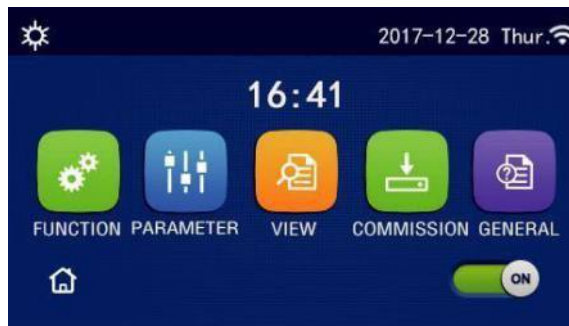 2017-12-28 Thur.
16:41
FUNCTION PARAMETER VIEW COMMISSION GENERAL
ON